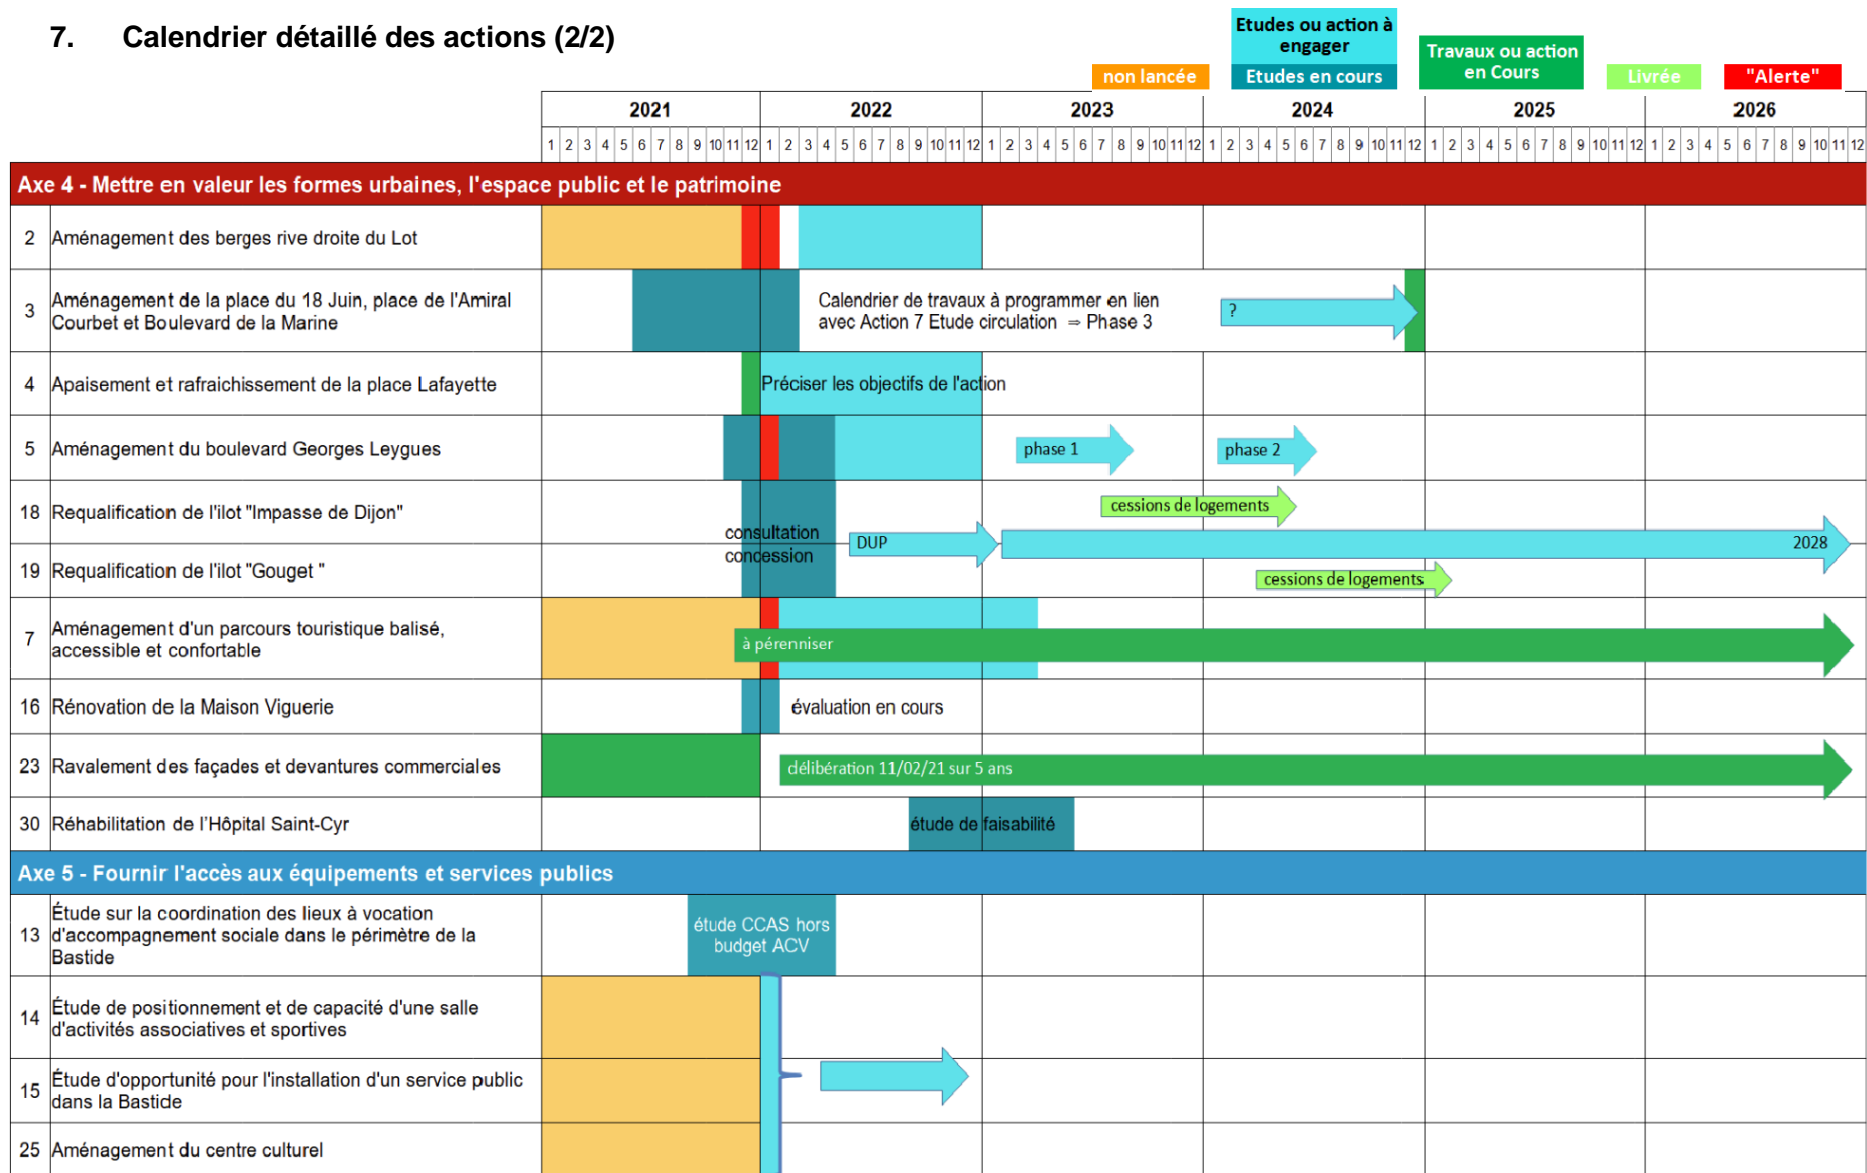 7. Calendrier détaillé des actions (2/2)
non lancée
Etudes ou action à
engager
Etudes en cours
Travaux ou action
en Cours
Livrée
"Alerte"
2021 2022 2023 2024 2025 2026
1 2 3 4 5 6 7 8 9 10 11 12 1 2 3 4 5 6 7 8 9 10 11 12 1 2 3 4 5 6 7 8 9 10 11 12 1 2 3 4 5 6 7 8 9 10 11 12 1 2 3 4 5 6 7 8 9 10 11 12 1 2 3 4 5 6 7 8 9 10 11 12
Axe 4 - Mettre en valeur les formes urbaines, l'espace public et le patrimoine
2 Aménagement des berges rive droite du Lot
3 Aménagement de la place du 18 Juin, place de l'Amiral
Courbet et Boulevard de la Marine
Calendrier de travaux à programmer en lien
avec Action 7 Etude circulation ⇒ Phase 3
?
4 Apaisement et rafraichissement de la place Lafayette
Préciser les objectifs de l'action
5 Aménagement du boulevard Georges Leygues
phase 1
phase 2
18 Requalification de l'ilot "Impasse de Dijon"
cessions de logements
consultation
concession
DUP
2028
19 Requalification de l'ilot "Gouget "
cessions de logements
7 Aménagement d'un parcours touristique balisé,
accessible et confortable
à pérenniser
16 Rénovation de la Maison Viguerie
évaluation en cours
23 Ravalement des façades et devantures commerciales
délibération 11/02/21 sur 5 ans
30 Réhabilitation de l'Hôpital Saint-Cyr
étude de faisabilité
Axe 5 - Fournir l'accès aux équipements et services publics
13 Étude sur la coordination des lieux à vocation
d'accompagnement sociale dans le périmètre de la
Bastide
étude CCAS hors
budget ACV
14 Étude de positionnement et de capacité d'une salle
d'activités associatives et sportives
15 Étude d'opportunité pour l'installation d'un service public
dans la Bastide
25 Aménagement du centre culturel